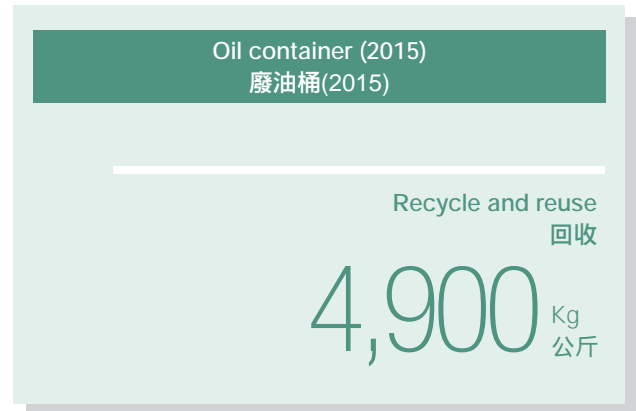 Oil container (2015)
廢油桶(2015)
Recycle and reuse
回收
4,900 Kg
公斤